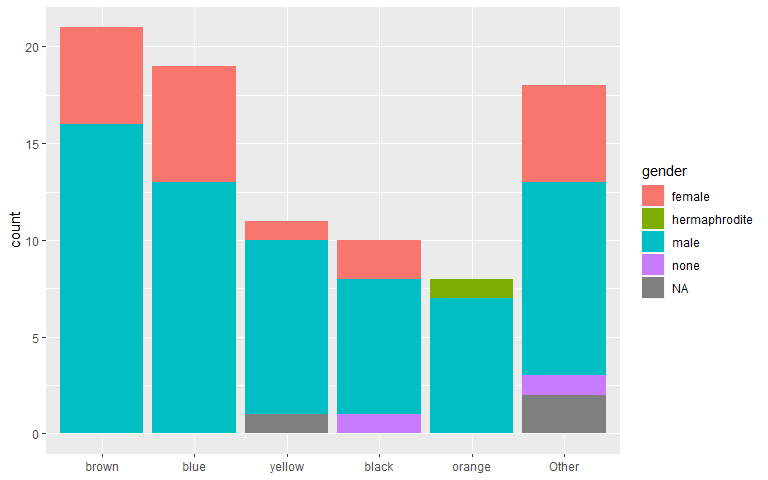 20
15
10
5
0
count
brown blue yellow black orange Other
gender
female
hermaphrodite
male
none
NA